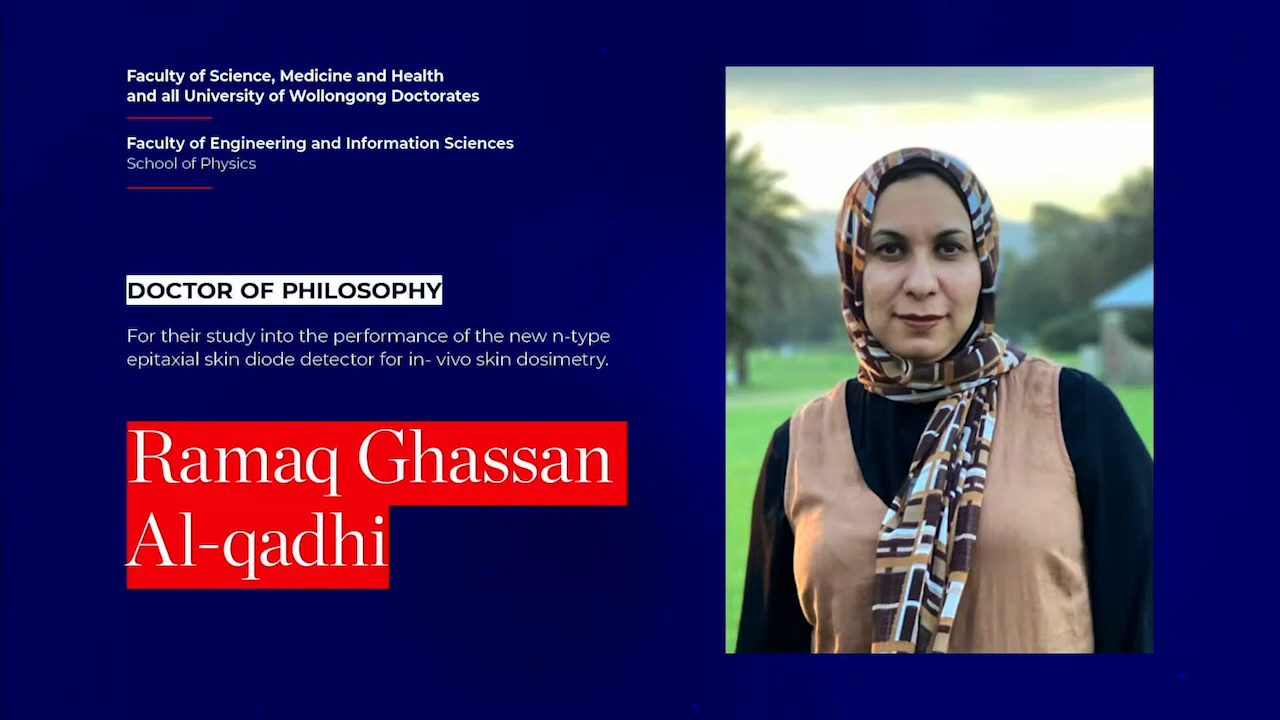 Faculty of Science, Medicine and Health
and all University of Wollongong Doctorates
Faculty of Engineering and Information Sciences
School of Physics
DOCTOR OF PHILOSOPHY
For their study into the performance of the new n-type
epitaxial skin diode detector for in- vivo skin dosimetry.
Ramaq Ghassan
Al-qadhi